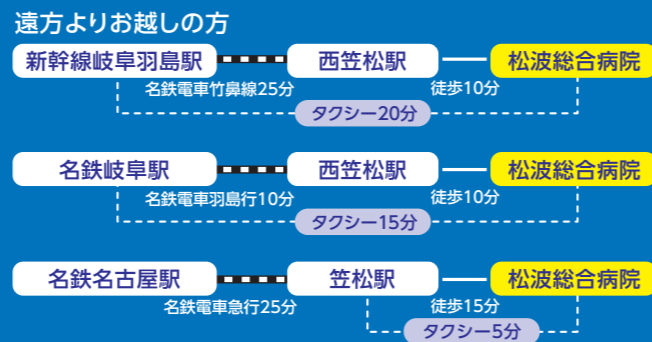 遠方よりお越しの方
新幹線岐阜羽島駅 西笠松駅 松波総合病院
名鉄電車竹鼻線25分 徒歩10分
タクシー20分
名鉄岐阜駅 西笠松駅 松波総合病院
名鉄電車羽島行10分 徒歩10分
タクシー15分
名鉄名古屋駅 笠松駅 松波総合病院
名鉄電車急行25分 徒歩15分
タクシー5分